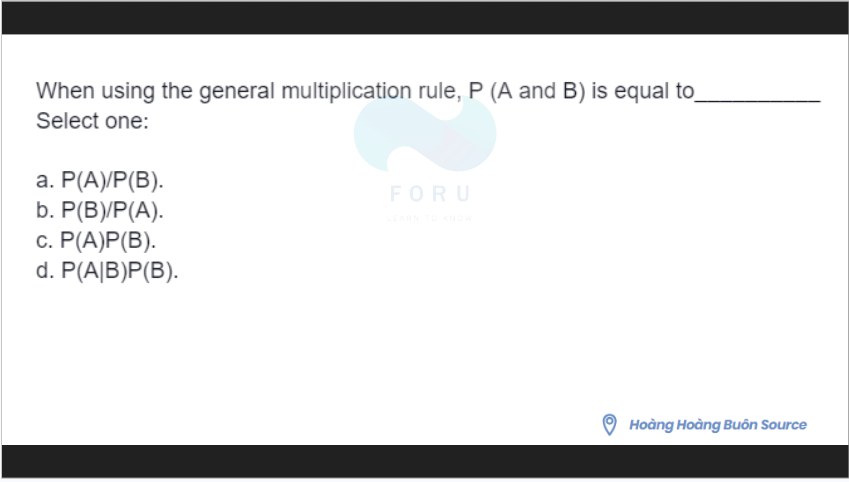 When using the general multiplication rule, P (A and B) is equal to__________
Select one:
a. P(A)/P(B).
b. P(B)/P(A).
c. P(A)P(B).
d. P(A|B)P(B).
FORU
Hoàng Hoàng Buôn Source